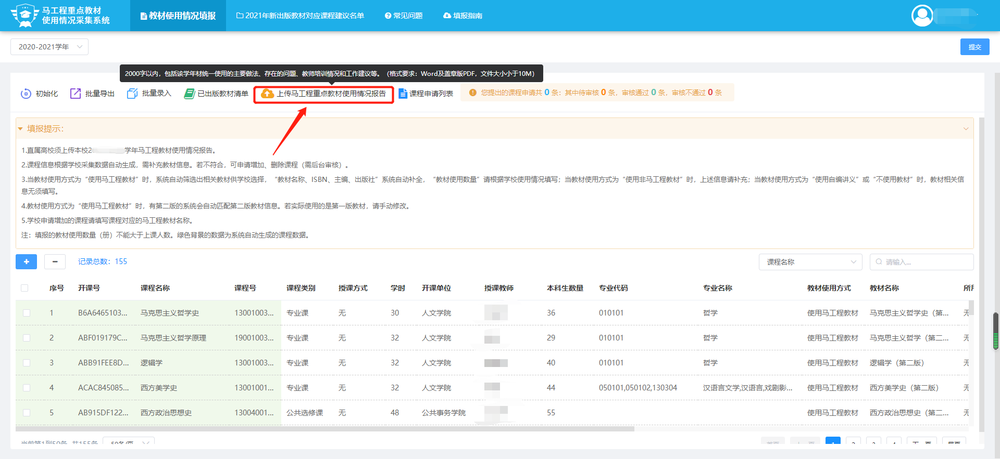 马工程重点教材
使用情况采集系统
教材使用情况填报
2021年新出版教材对应课程建议名单
常见问题
填报指南
2020-2021学年
提交
2000字以内，包括该学年材统一使用的主要做法、存在的问题、教师培训情况和工作建议等。（格式要求：Word及盖章版PDF，文件大小小于10M）
初始化
批量导出
批量录入
已出版教材清单
上传马工程重点教材使用情况报告
课程申请列表
您提出的课程申请共 0 条：其中待审核 0 条，审核通过 0 条，审核不通过 0 条
填报提示：
1.直属高校须上传本校2 学年马工程教材使用情况报告。
2.课程信息根据学校采集数据自动生成，需补充教材信息。若不符合，可申请增加、删除课程（需后台审核）。
3.当教材使用方式为“使用马工程教材”时，系统自动筛选出相关教材供学校选择，“教材名称、ISBN、主编、出版社”系统自动补全，“教材使用数量”请根据学校使用情况填写；当教材使用方式为“使用非马工程教材”时，上述信息请补充；当教材使用方式为“使用自编讲义”或“不使用教材”时，教材相关信
息无须填写。
4.教材使用方式为“使用马工程教材”时，有第二版的系统会自动匹配第二版教材信息。若实际使用的是第一版教材，请手动修改。
5.学校申请增加的课程请填写课程对应的马工程教材名称。
注：填报的教材使用数量（册）不能大于上课人数。绿色背景的数据为系统自动生成的课程数据。
+ − 记录总数：155 课程名称 请输入...
序号 开课号 课程名称 课程号 课程类别 授课方式 学时 开课单位 授课教师 本科生数量 专业代码 专业名称 教材使用方式 教材名称
1 B6A6465103... 马克思主义哲学史 13001003... 专业课 无 30 人文学院 36 010101 哲学 使用马工程教材 马克思主义哲学史（第... 无
2 ABF019179C... 马克思主义哲学原理 19001003... 专业课 无 32 人文学院 29 010101 哲学 使用马工程教材 马克思主义哲学（第二... 无
3 ABB91FEE8D... 逻辑学 13001003... 专业课 无 32 人文学院 40 010101 哲学 使用马工程教材 逻辑学（第二版） 无
4 ACAC845085... 西方美学史 13001001... 专业课 无 32 人文学院 44 050101,050102,130304 汉语言文学,汉语言,戏剧影... 使用马工程教材 西方美学史（第二版） 无
5 AB915DF122... 西方政治思想史 13004001... 公共选修课 无 48 公共事务学院 55 使用马工程教材 西方政治思想史（第二... 无
当前第1到50条 共155条 50条/页